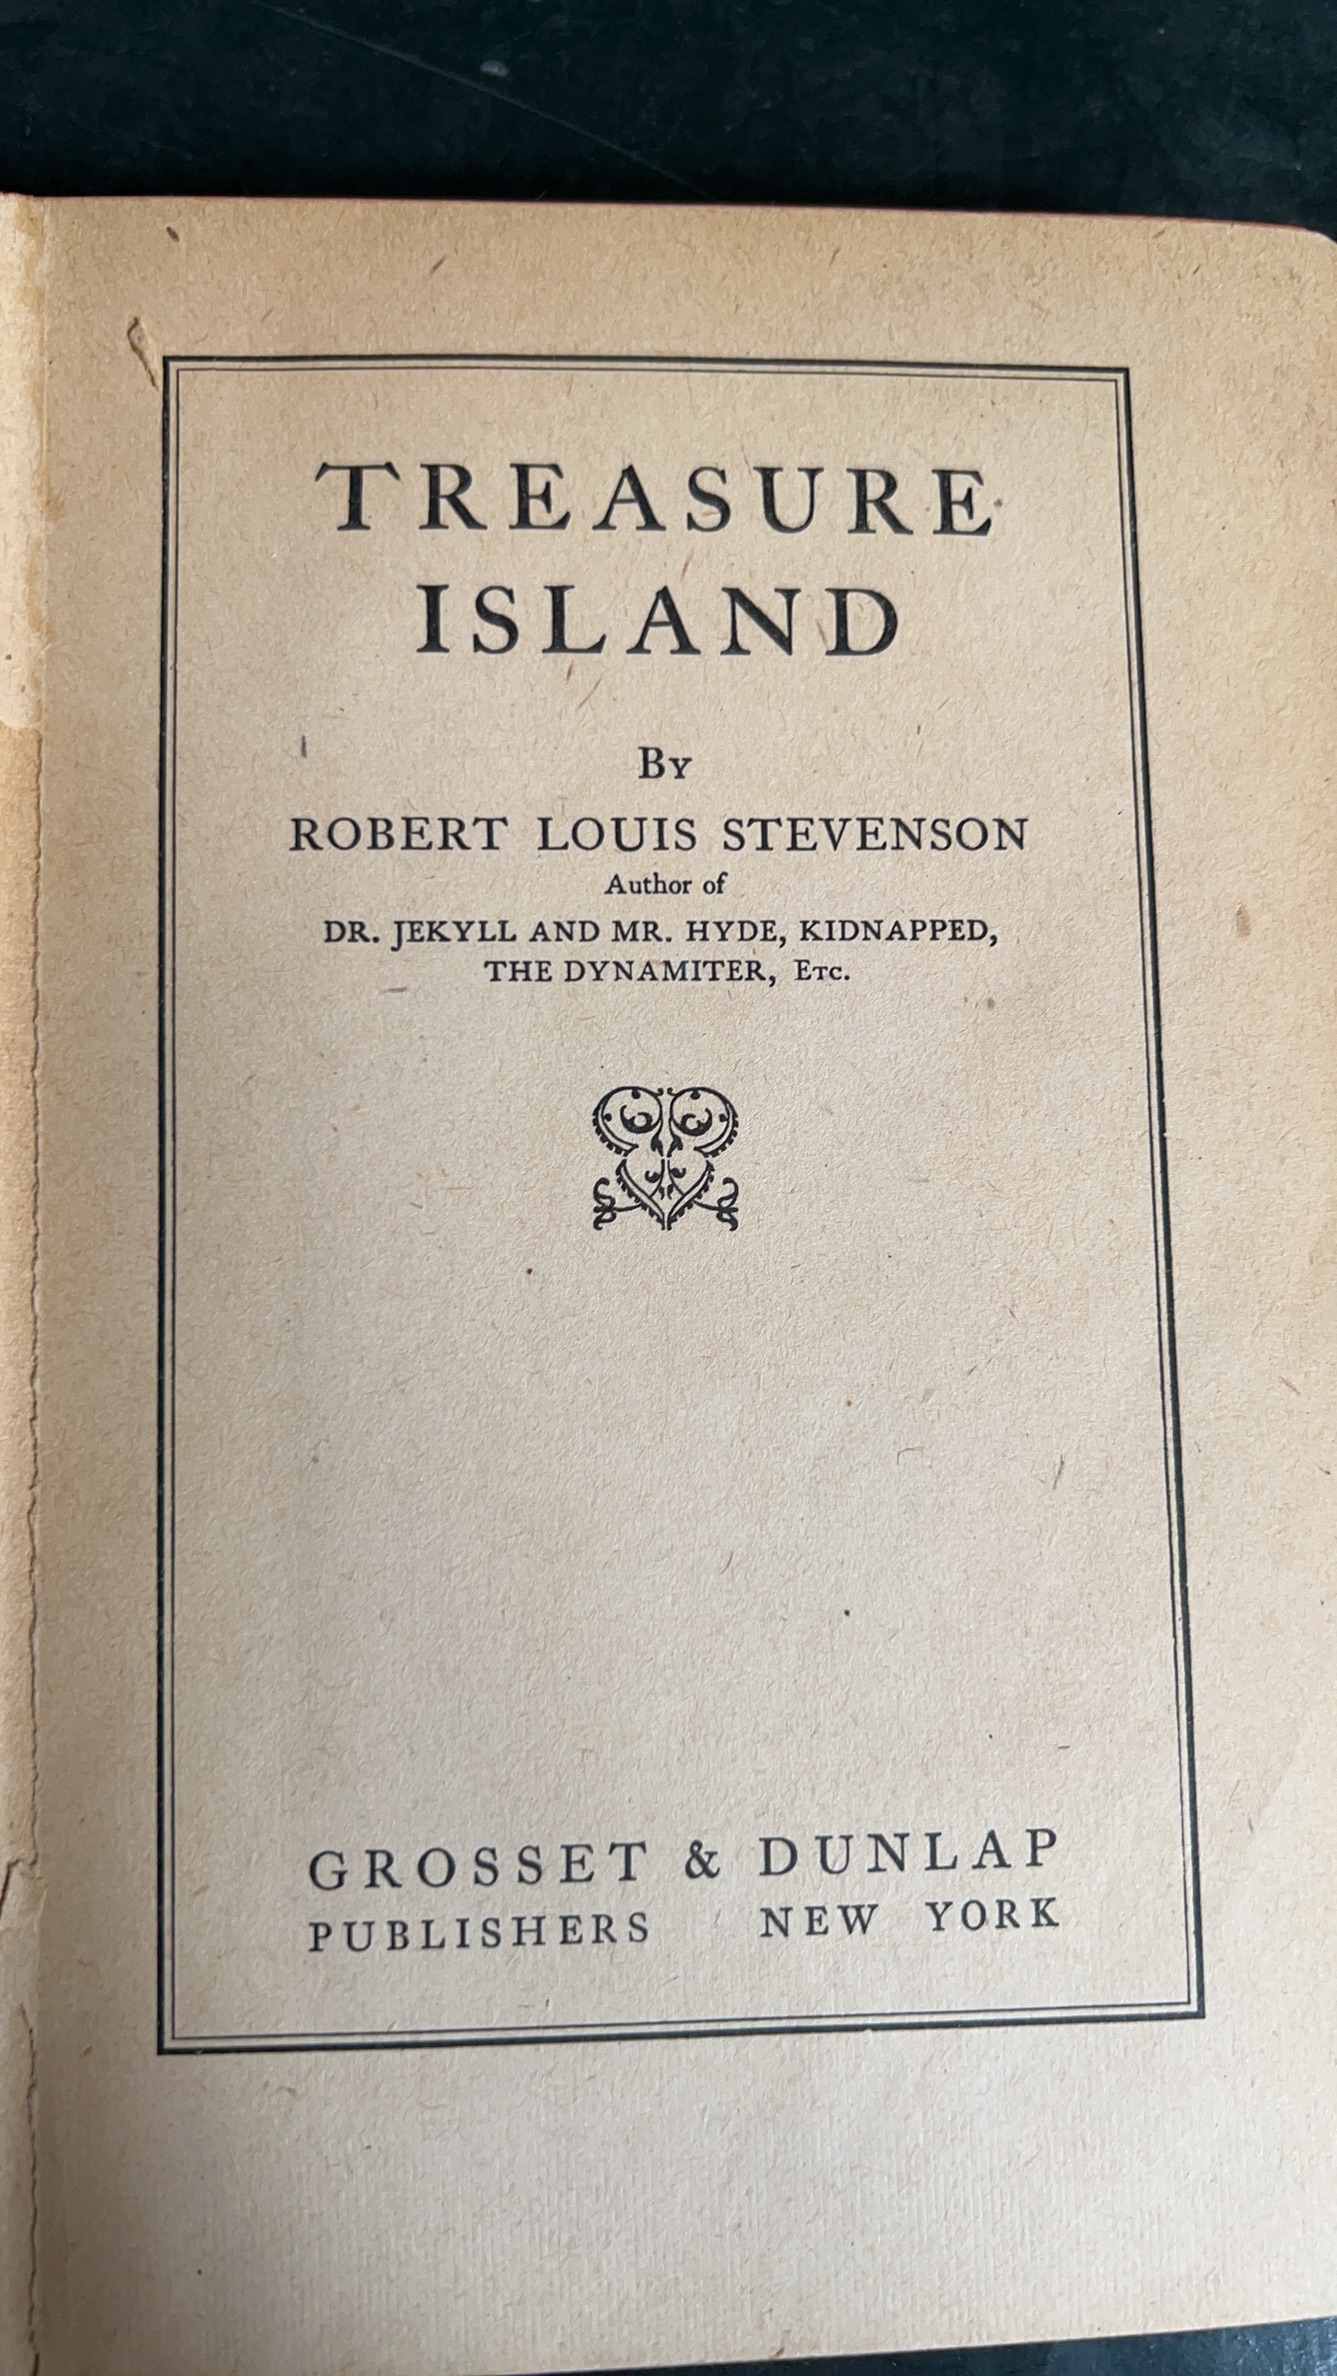 TREASURE
ISLAND
By
ROBERT LOUIS STEVENSON
Author of
DR. JEKYLL AND MR. HYDE, KIDNAPPED,
THE DYNAMITER, Etc.
GROSSET & DUNLAP
PUBLISHERS NEW YORK